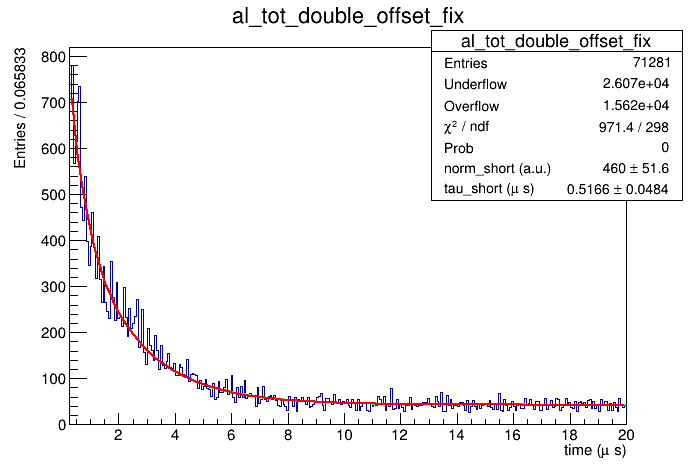 al_tot_double_offset_fix
al_tot_double_offset_fix
Entries 71281
Underflow 2.607e+04
Overflow 1.562e+04
χ² / ndf 971.4 / 298
Prob 0
norm_short (a.u.) 460 ± 51.6
tau_short (μ s) 0.5166 ± 0.0484
Entries / 0.065833
800
700
600
500
400
300
200
100
0
2 4 6 8 10 12 14 16 18 20
time (μ s)